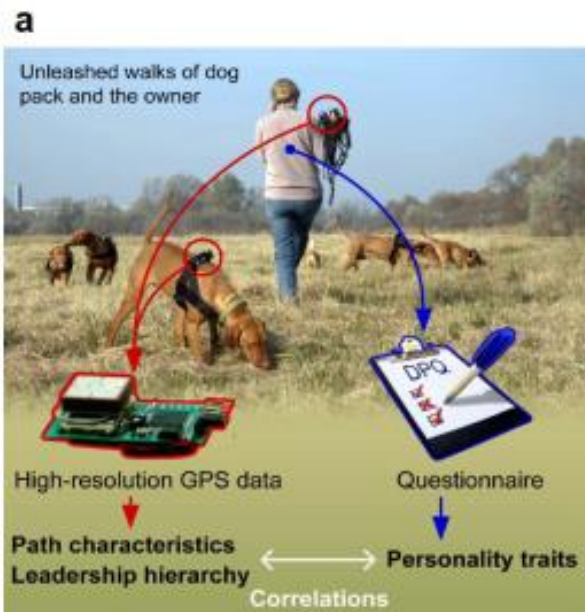 a
Unleashed walks of dog
pack and the owner
DPQ
High-resolution GPS data
Questionnaire
Path characteristics
Leadership hierarchy
Personality traits
Correlations